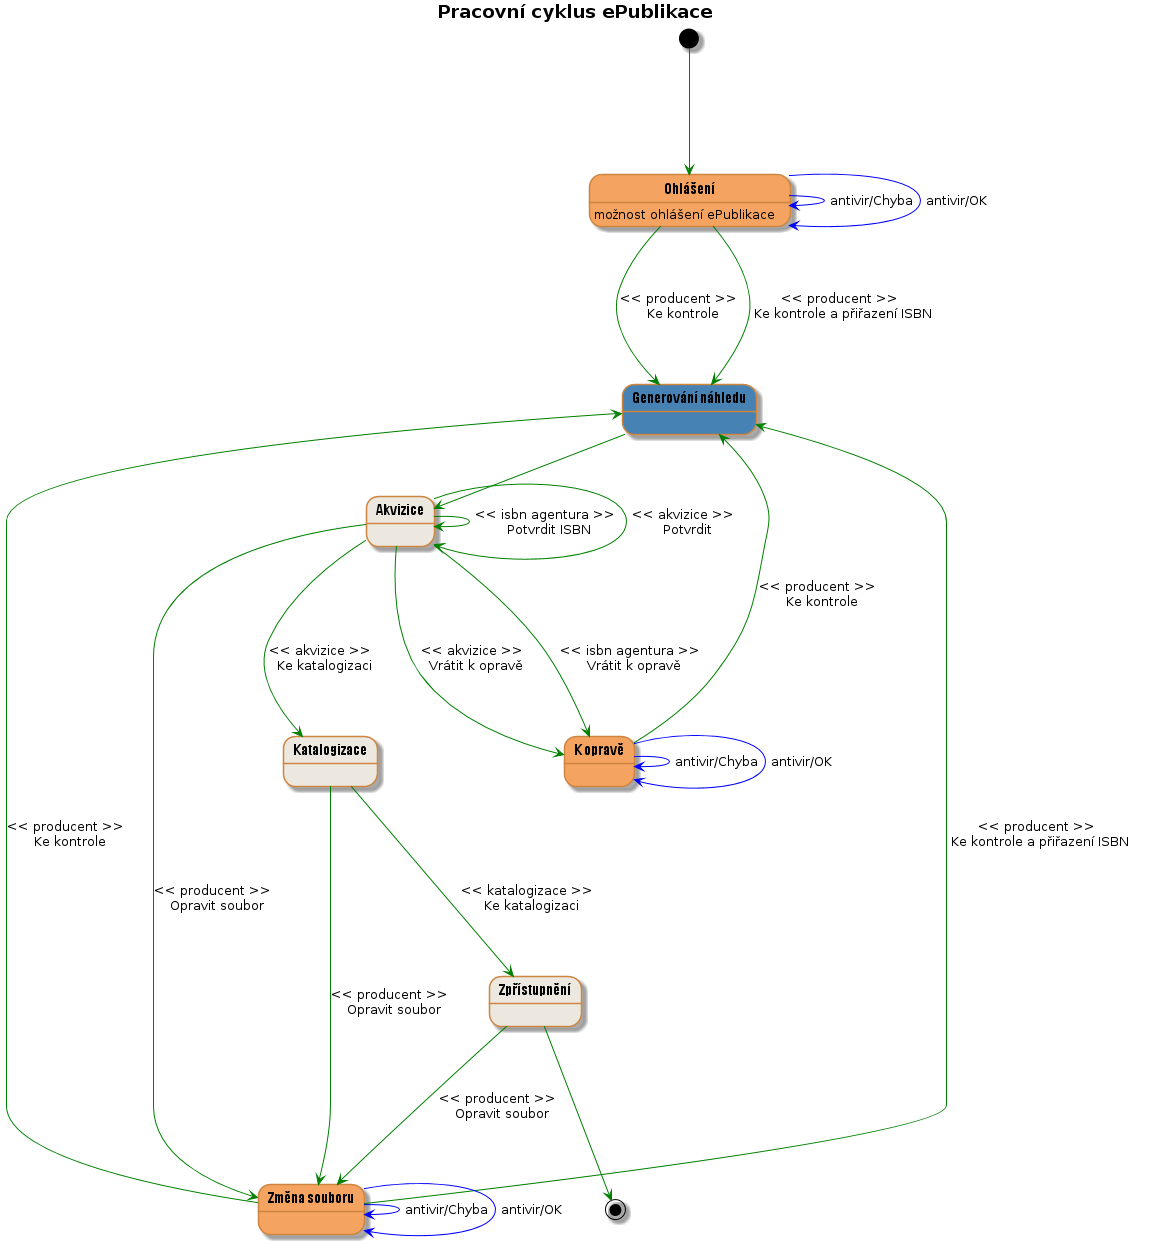 Pracovní cyklus ePublikace
Ohlášení
možnost ohlášení ePublikace
antivir/Chyba
antivir/OK
<< producent >>
Ke kontrole
<< producent >>
Ke kontrole a přiřazení ISBN
Generování náhledu
Akvizice
<< isbn agentura >>
Potvrdit ISBN
<< akvizice >>
Potvrdit
<< producent >>
Ke kontrole
<< akvizice >>
Ke katalogizaci
<< akvizice >>
Vrátit k opravě
<< isbn agentura >>
Vrátit k opravě
Katalogizace
K opravě
antivir/Chyba
antivir/OK
<< producent >>
Ke kontrole
<< producent >>
Ke kontrole a přiřazení ISBN
<< producent >>
Opravit soubor
<< katalogizace >>
Ke katalogizaci
Zpřístupnění
<< producent >>
Opravit soubor
<< producent >>
Opravit soubor
Změna souboru
antivir/Chyba
antivir/OK